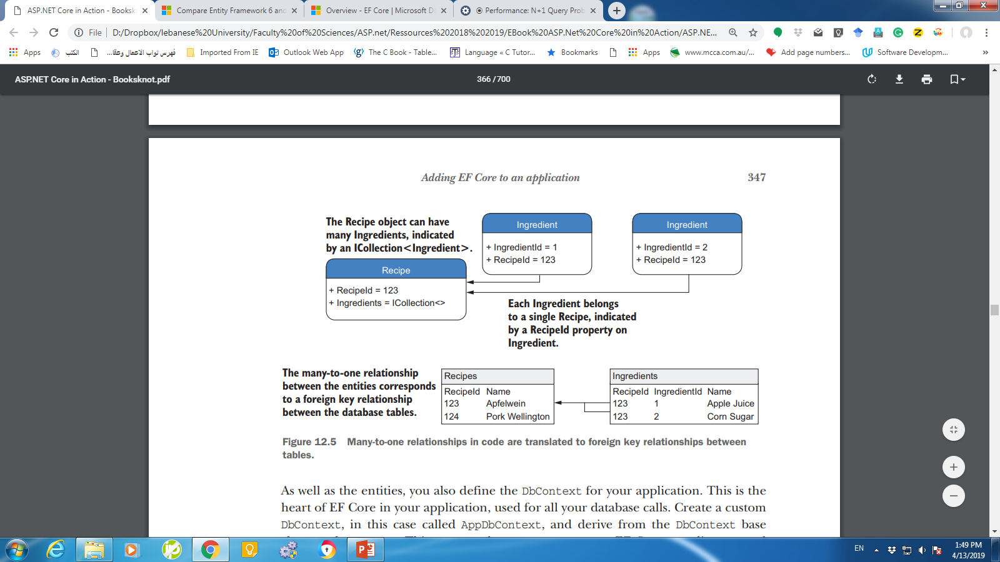 ASP.NET Core in Action - Booksk
Compare Entity Framework 6 and
Overview - EF Core | Microsoft D
Performance: N+1 Query Prob
File
D:/Dropbox/lebanese%20University/Faculty%20of%20Sciences/ASP.net/Ressources%202018%202019/EBook%20ASP.Net%20Core%20in%20Action/ASP.NE...
Apps
الكتب
فهرس ثواب الاعمال وعقا...
Imported From IE
Outlook Web App
The C Book - Table...
Language « C Tutor...
Bookmarks
Apps
www.mcca.com.au/...
Add page numbers...
Software Developm...
»
ASP.NET Core in Action - Booksknot.pdf
366 / 700
Adding EF Core to an application
347
The Recipe object can have
many Ingredients, indicated
by an ICollection<Ingredient>.
Ingredient
+ IngredientId = 1
+ RecipeId = 123
Ingredient
+ IngredientId = 2
+ RecipeId = 123
Recipe
+ RecipeId = 123
+ Ingredients = ICollection<>
Each Ingredient belongs
to a single Recipe, indicated
by a RecipeId property on
Ingredient.
The many-to-one relationship
between the entities corresponds
to a foreign key relationship
between the database tables.
Recipes
RecipeId Name
123 Apfelwein
124 Pork Wellington
Ingredients
RecipeId IngredientId Name
123 1 Apple Juice
123 2 Corn Sugar
Figure 12.5 Many-to-one relationships in code are translated to foreign key relationships between
tables.
As well as the entities, you also define the DbContext for your application. This is the
heart of EF Core in your application, used for all your database calls. Create a custom
DbContext, in this case called AppDbContext, and derive from the DbContext base
EN
1:49 PM
4/13/2019